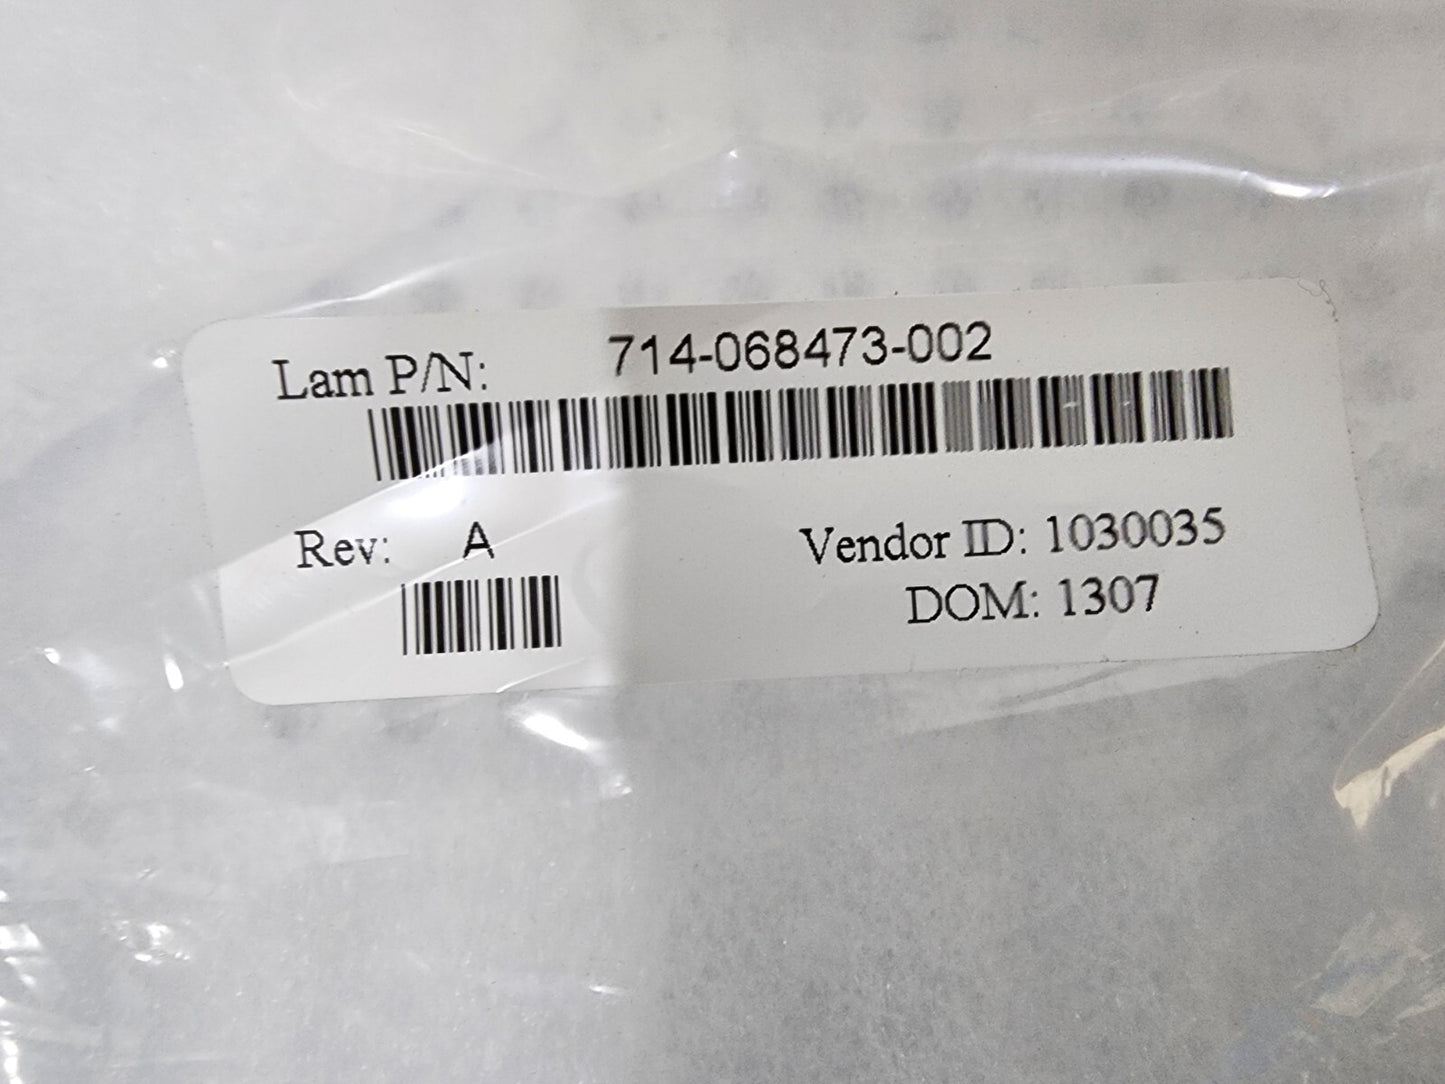 Lam P/N: 714-068473-002
Rev: A Vendor ID: 1030035
DOM: 1307